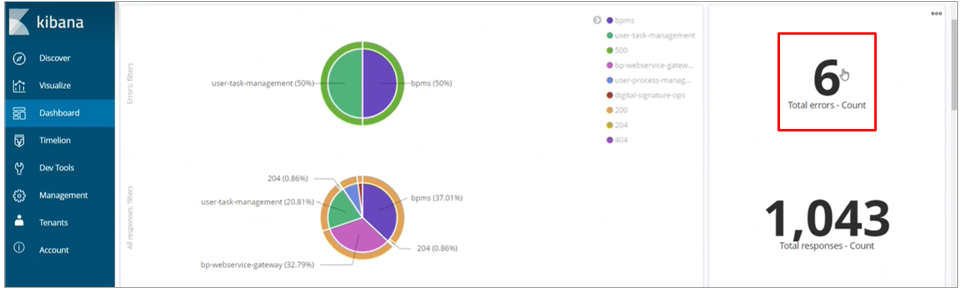 kibana
Discover
Visualize
Dashboard
Timelion
Dev Tools
Management
Tenants
Account
Errors: filters
user-task-management (50%)
bpms (50%)
bpms
user-task-management
500
bp-webservice-gatew...
user-process-manag...
digital-signature-ops
200
204
404
All responses: filters
204 (0.86%)
user-task-management (20.81%)
bpms (37.01%)
204 (0.86%)
bp-webservice-gateway (32.79%)
6
Total errors - Count
1,043
Total responses - Count